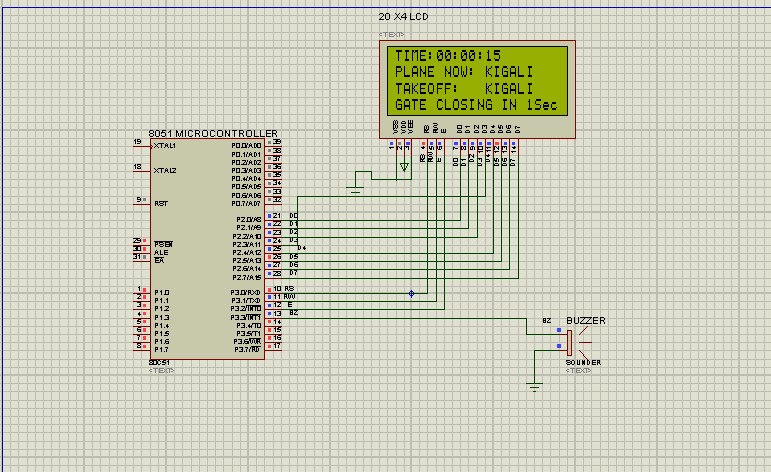 20 X4 LCD
<TEXT>
TIME:00:00:15
PLANE NOW: KIGALI
TAKEOFF: KIGALI
GATE CLOSING IN 1Sec
VSS VDD VEE RS RW E D0 D1 D2 D3 D4 D5 D6 D7
1 2 3 4 5 6 7 8 9 10 11 12 13 14
RS RW E D0 D1 D2 D3 D4 D5 D6 D7
8051 MICROCONTROLLER
19 XTAL1 P0.0/AD0 39
P0.1/AD1 38
P0.2/AD2 37
18 XTAL2 P0.3/AD3 36
P0.4/AD4 35
P0.5/AD5 34
P0.6/AD6 33
9 RST P0.7/AD7 32
P2.0/A8 21 D0
P2.1/A9 22 D1
P2.2/A10 23 D2
29 PSEN P2.3/A11 24 D3
30 ALE P2.4/A12 25 D4
31 EA P2.5/A13 26 D5
P2.6/A14 27 D6
P2.7/A15 28 D7
1 P1.0 P3.0/RXD 10 RS
2 P1.1 P3.1/TXD 11 RW
3 P1.2 P3.2/INT0 12 E
4 P1.3 P3.3/INT1 13 BZ
5 P1.4 P3.4/T0 14
6 P1.5 P3.5/T1 15
7 P1.6 P3.6/WR 16
8 P1.7 P3.7/RD 17
80C51
<TEXT>
BZ BUZZER
SOUNDER
<TEXT>